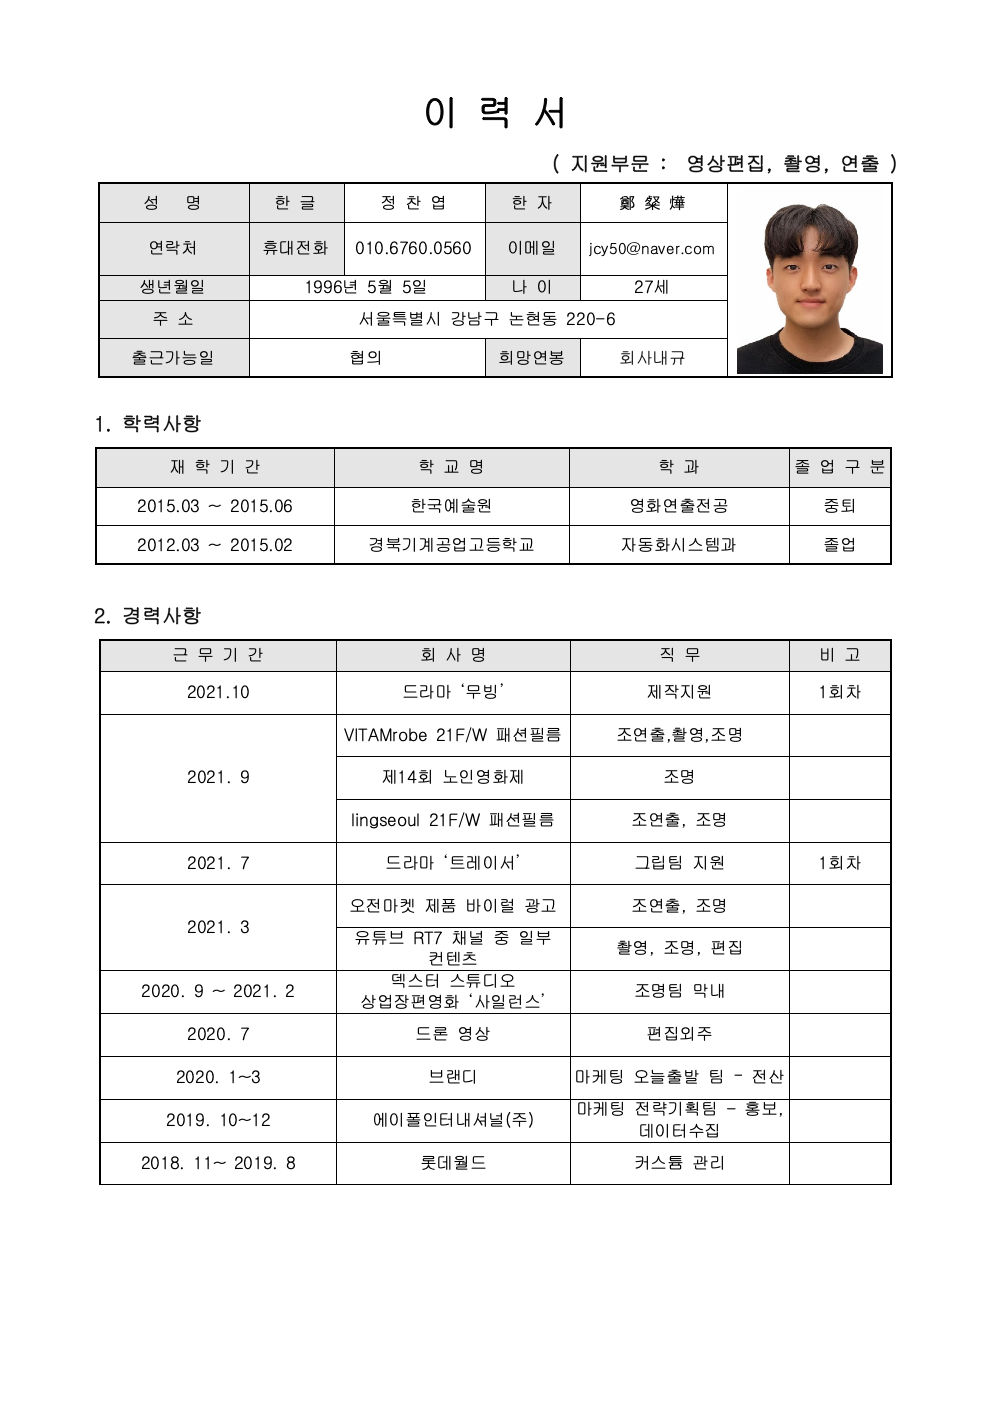 이 력 서
( 지원부문 : 영상편집, 촬영, 연출 )
성 명 한 글 정 찬 엽 한 자 鄭 粲 燁
연락처 휴대전화 010.6760.0560 이메일 jcy50@naver.com
생년월일 1996년 5월 5일 나 이 27세
주 소 서울특별시 강남구 논현동 220-6
출근가능일 협의 희망연봉 회사내규
1. 학력사항
재 학 기 간 학 교 명 학 과 졸 업 구 분
2015.03 ~ 2015.06 한국예술원 영화연출전공 중퇴
2012.03 ~ 2015.02 경북기계공업고등학교 자동화시스템과 졸업
2. 경력사항
근 무 기 간 회 사 명 직 무 비 고
2021.10 드라마 ‘무빙’ 제작지원 1회차
VITAMrobe 21F/W 패션필름 조연출,촬영,조명
2021. 9 제14회 노인영화제 조명
lingseoul 21F/W 패션필름 조연출, 조명
2021. 7 드라마 ‘트레이서’ 그립팀 지원 1회차
2021. 3 오전마켓 제품 바이럴 광고 조연출, 조명
유튜브 RT7 채널 중 일부
컨텐츠 촬영, 조명, 편집
2020. 9 ~ 2021. 2 덱스터 스튜디오
상업장편영화 ‘사일런스’ 조명팀 막내
2020. 7 드론 영상 편집외주
2020. 1~3 브랜디 마케팅 오늘출발 팀 - 전산
2019. 10~12 에이폴인터내셔널(주) 마케팅 전략기획팀 - 홍보,
데이터수집
2018. 11~ 2019. 8 롯데월드 커스튬 관리